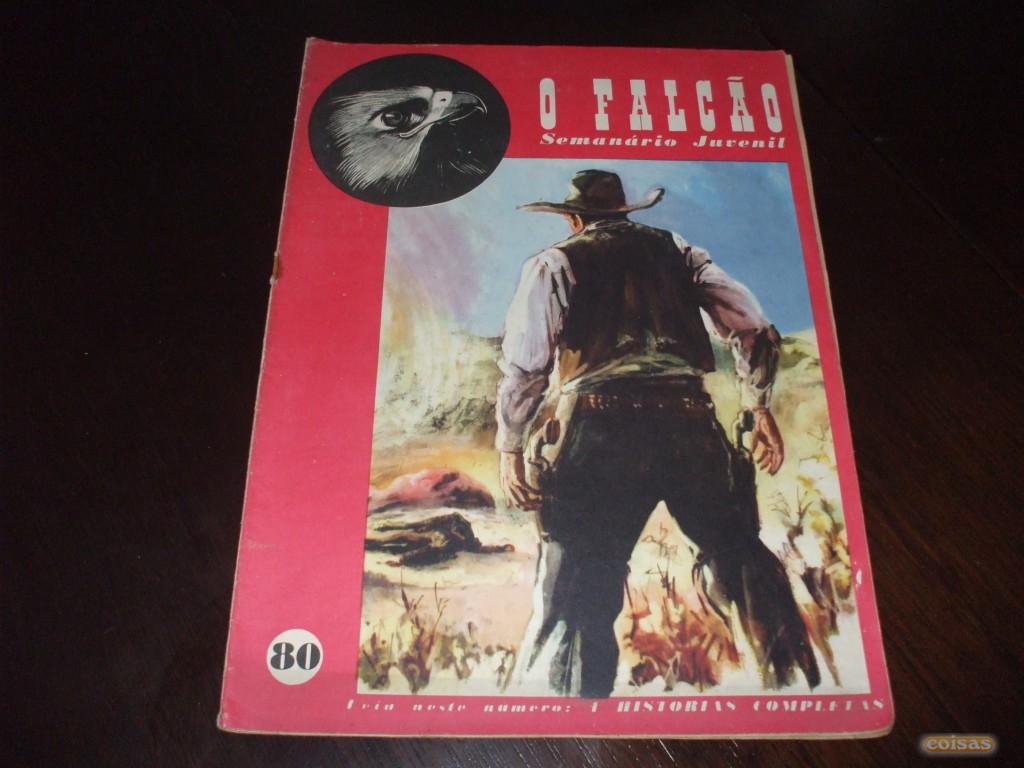 O FALCÃO
Semanário Juvenil
80
Leia neste numero: 4 HISTORIAS COMPLETAS
coisas